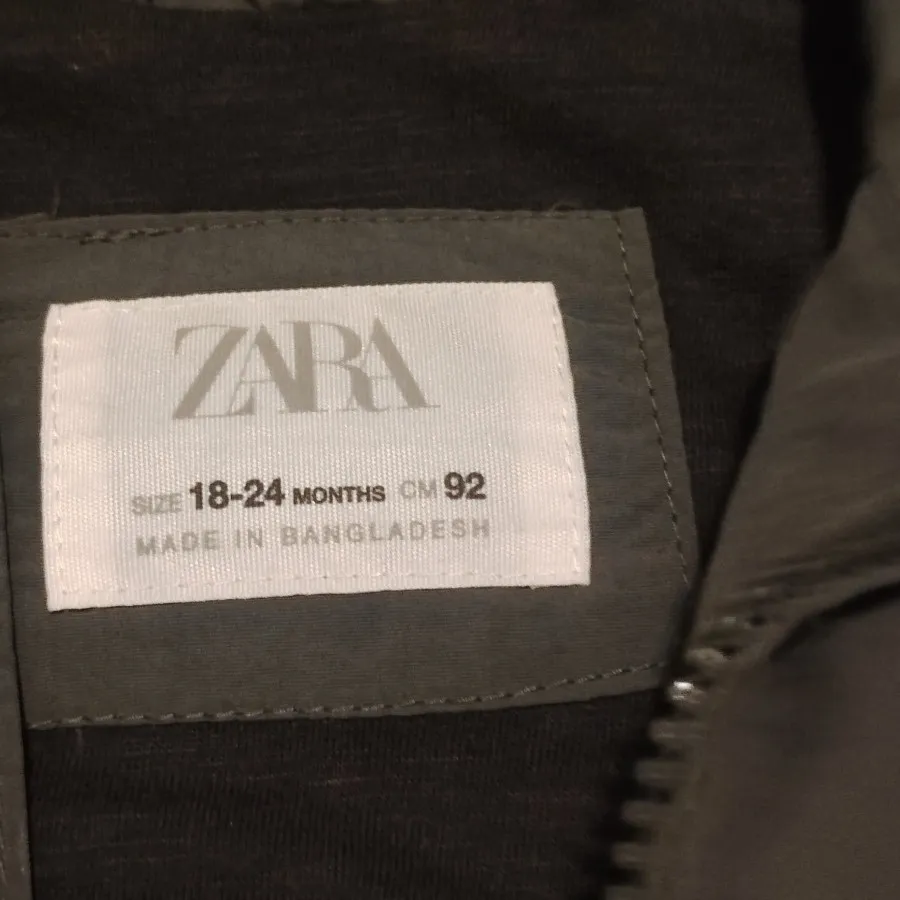 ZARA
SIZE 18-24 MONTHS CM 92
MADE IN BANGLADESH